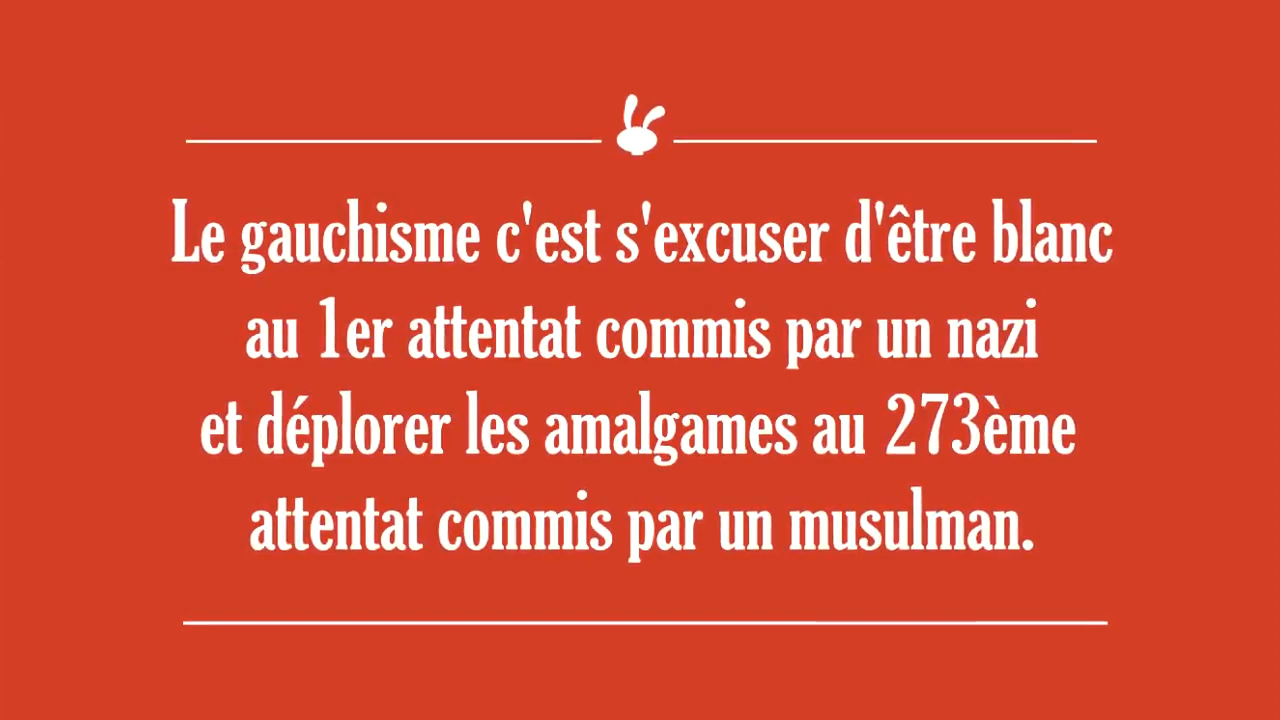 Le gauchisme c'est s'excuser d'être blanc
au 1er attentat commis par un nazi
et déplorer les amalgames au 273ème
attentat commis par un musulman.